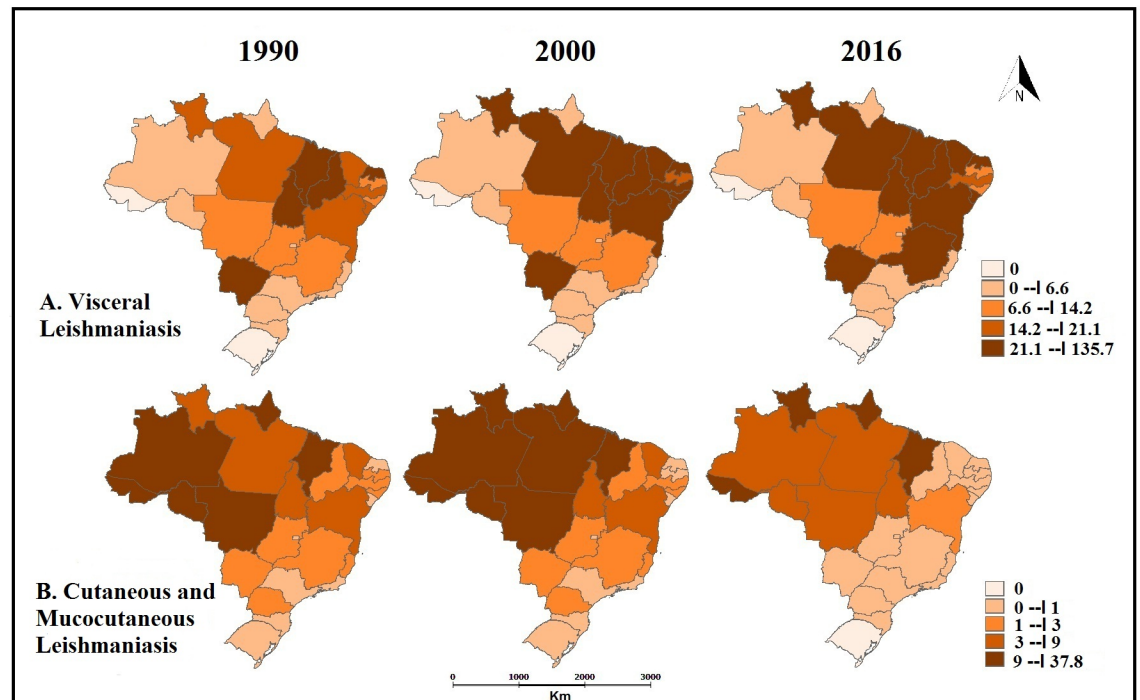 1990
2000
2016
N
A. Visceral
Leishmaniasis
0
0 --| 6.6
6.6 --| 14.2
14.2 --| 21.1
21.1 --| 135.7
B. Cutaneous and
Mucocutaneous
Leishmaniasis
0
0 --| 1
1 --| 3
3 --| 9
9 --| 37.8
0 1000 2000 3000
Km